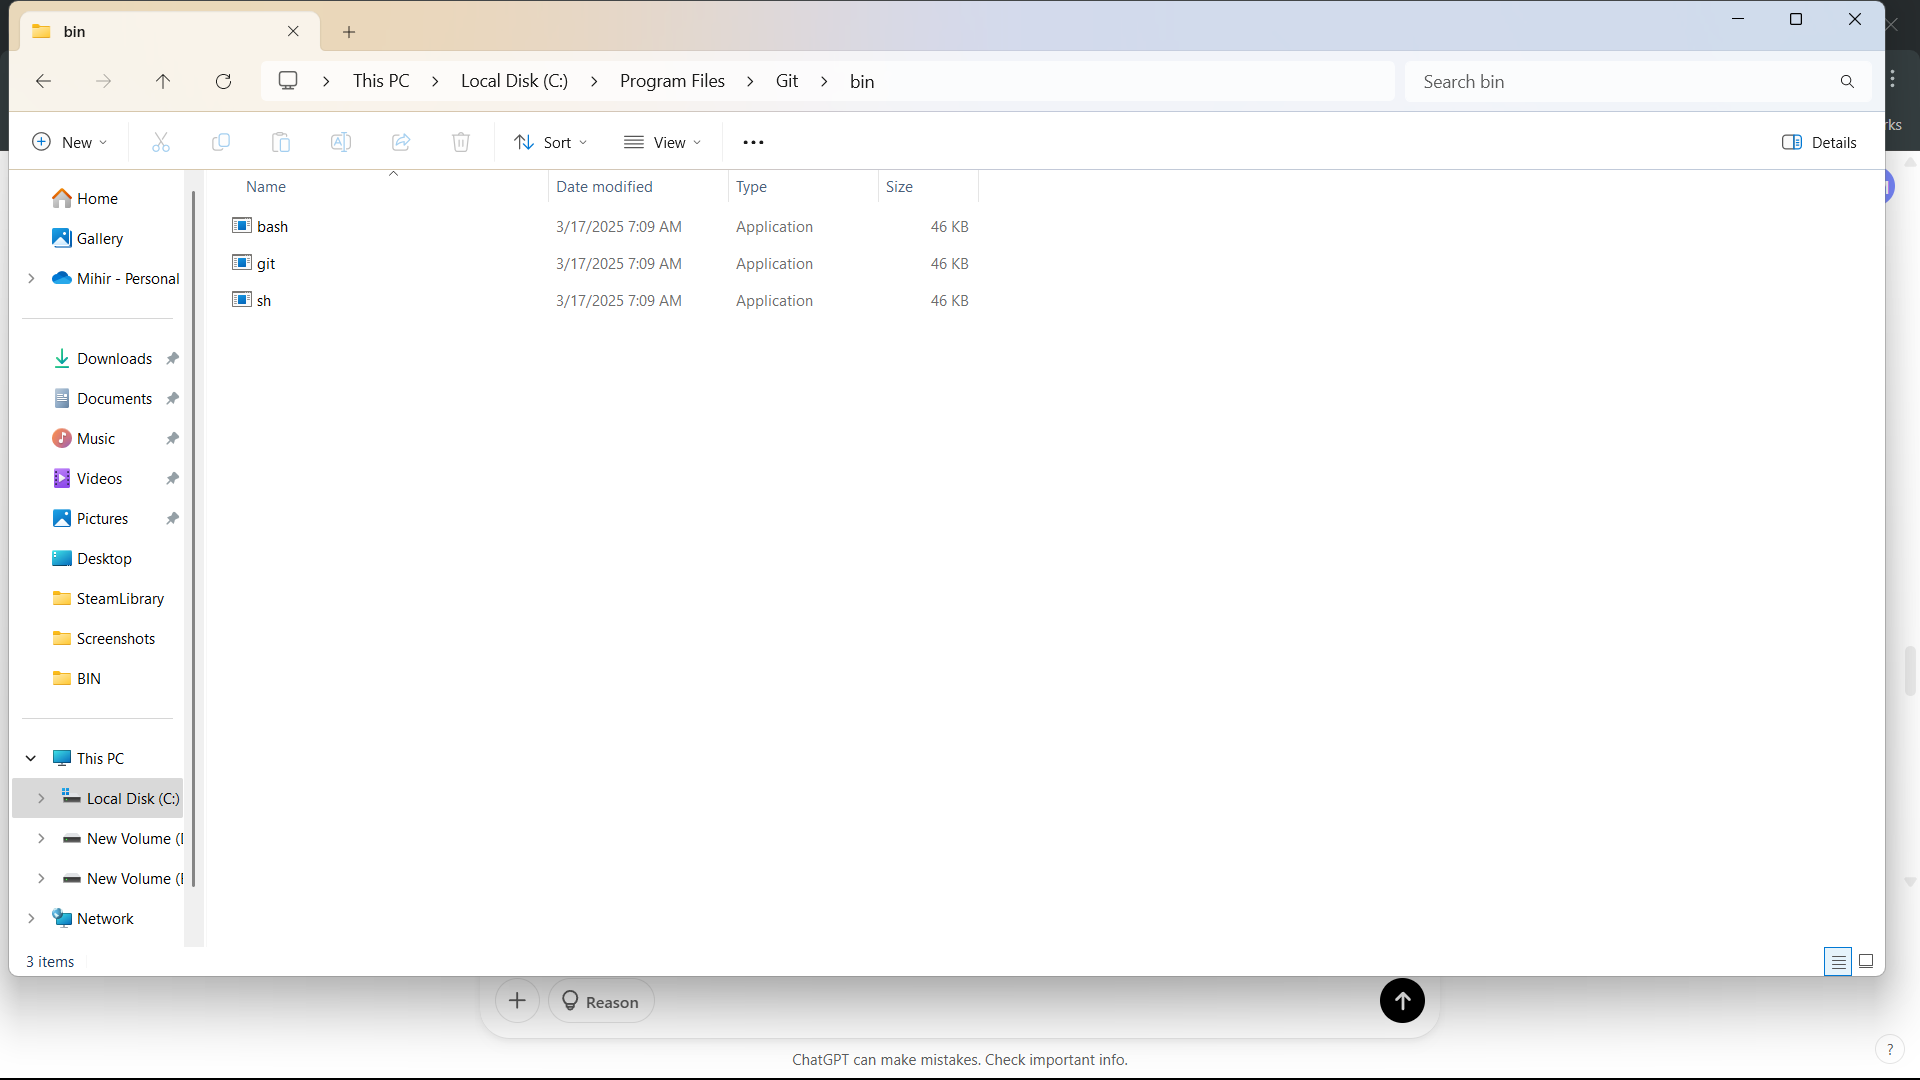 bin
This PC > Local Disk (C:) > Program Files > Git > bin
Search bin
New
Sort
View
Details
Name Date modified Type Size
bash 3/17/2025 7:09 AM Application 46 KB
git 3/17/2025 7:09 AM Application 46 KB
sh 3/17/2025 7:09 AM Application 46 KB
Home
Gallery
Mihir - Personal
Downloads
Documents
Music
Videos
Pictures
Desktop
SteamLibrary
Screenshots
BIN
This PC
Local Disk (C:)
New Volume (
New Volume (
Network
3 items
rks
Reason
ChatGPT can make mistakes. Check important info.
?